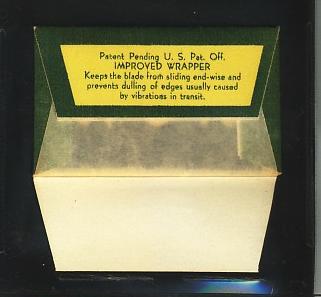 Patent Pending U. S. Pat. Off.
IMPROVED WRAPPER
Keeps the blade from sliding end-wise and
prevents dulling of edges usually caused
by vibrations in transit.